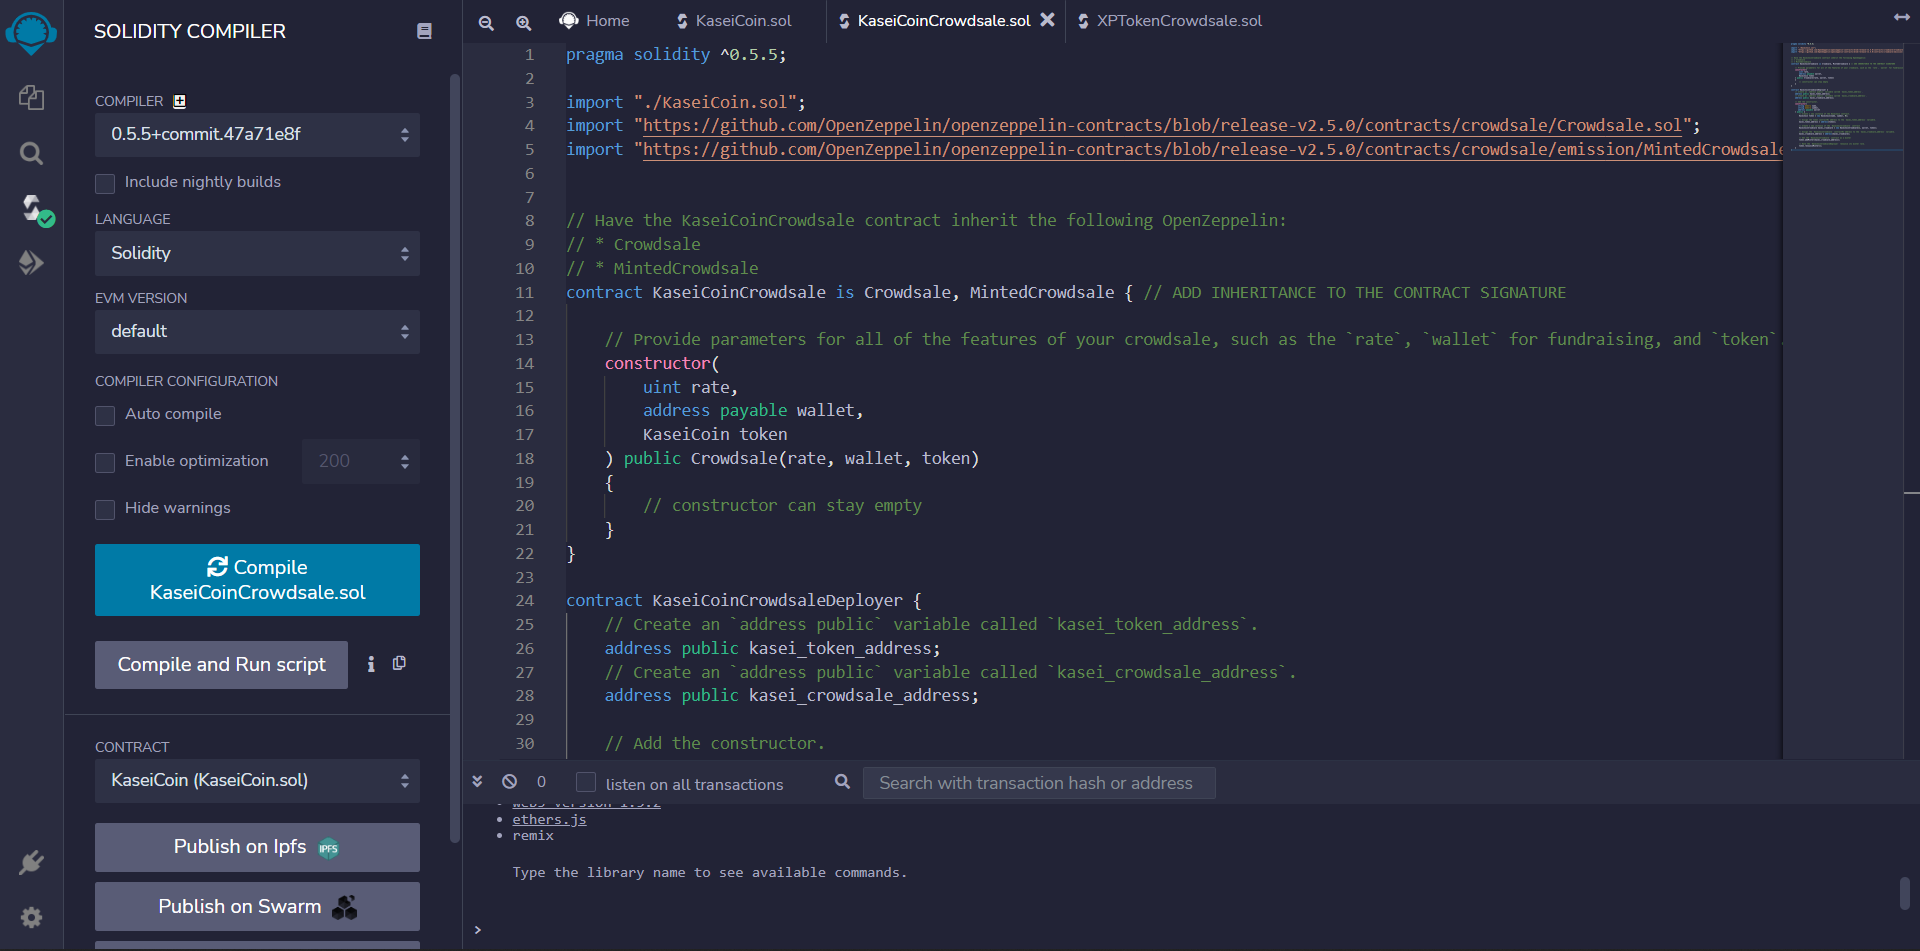 SOLIDITY COMPILER
COMPILER
0.5.5+commit.47a71e8f
Include nightly builds
LANGUAGE
Solidity
EVM VERSION
default
COMPILER CONFIGURATION
Auto compile
Enable optimization 200
Hide warnings
Compile
KaseiCoinCrowdsale.sol
Compile and Run script
CONTRACT
KaseiCoin (KaseiCoin.sol)
Publish on Ipfs IPFS
Publish on Swarm
Home KaseiCoin.sol KaseiCoinCrowdsale.sol XPTokenCrowdsale.sol
1 pragma solidity ^0.5.5;
2
3 import "./KaseiCoin.sol";
4 import "https://github.com/OpenZeppelin/openzeppelin-contracts/blob/release-v2.5.0/contracts/crowdsale/Crowdsale.sol";
5 import "https://github.com/OpenZeppelin/openzeppelin-contracts/blob/release-v2.5.0/contracts/crowdsale/emission/MintedCrowdsale
6
7
8 // Have the KaseiCoinCrowdsale contract inherit the following OpenZeppelin:
9 // * Crowdsale
10 // * MintedCrowdsale
11 contract KaseiCoinCrowdsale is Crowdsale, MintedCrowdsale { // ADD INHERITANCE TO THE CONTRACT SIGNATURE
12
13 // Provide parameters for all of the features of your crowdsale, such as the `rate`, `wallet` for fundraising, and `token`.
14 constructor(
15 uint rate,
16 address payable wallet,
17 KaseiCoin token
18 ) public Crowdsale(rate, wallet, token)
19 {
20 // constructor can stay empty
21 }
22 }
23
24 contract KaseiCoinCrowdsaleDeployer {
25 // Create an `address public` variable called `kasei_token_address`.
26 address public kasei_token_address;
27 // Create an `address public` variable called `kasei_crowdsale_address`.
28 address public kasei_crowdsale_address;
29
30 // Add the constructor.
0 listen on all transactions Search with transaction hash or address
• web3 version 1.5.2
• ethers.js
• remix
Type the library name to see available commands.
>